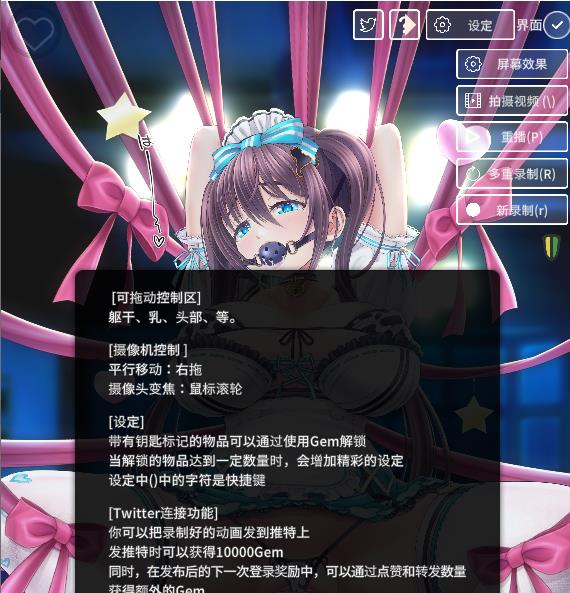 设定
界面
屏幕效果
拍摄视频(\)
重播(P)
多重录制(R)
新录制(r)
は
[可拖动控制区]
躯干、乳、头部、等。
[摄像机控制 ]
平行移动：右拖
摄像头变焦：鼠标滚轮
[设定]
带有钥匙标记的物品可以通过使用Gem解锁
当解锁的物品达到一定数量时，会增加精彩的设定
设定中()中的字符是快捷键
[Twitter连接功能]
你可以把录制好的动画发到推特上
发推特时可以获得10000Gem
同时，在发布后的下一次登录奖励中，可以通过点赞和转发数量
获得额外的Gem